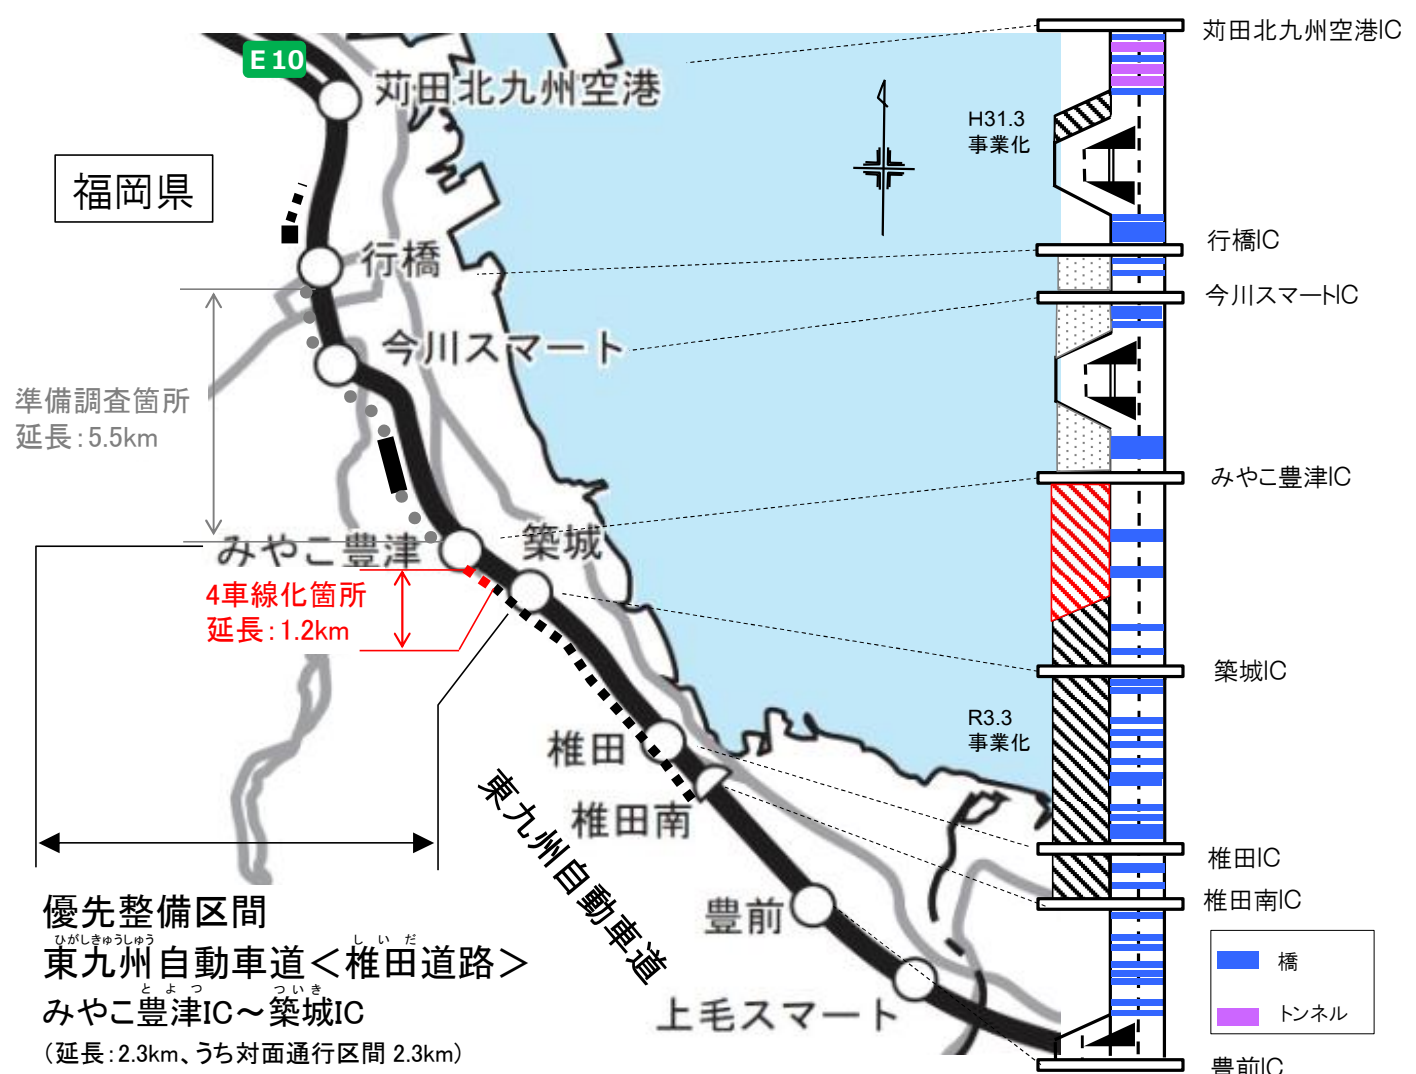 E10
苅田北九州空港
福岡県
行橋
今川スマート
準備調査箇所
延長：5.5km
みやこ豊津
築城
4車線化箇所
延長：1.2km
椎田
椎田南
東九州自動車道
豊前
上毛スマート
優先整備区間
ひがしきゅうしゅう しいだ
東九州自動車道＜椎田道路＞
とよつ ついき
みやこ豊津IC～築城IC
（延長：2.3km、うち対面通行区間 2.3km）
H31.3
事業化
R3.3
事業化
苅田北九州空港IC
行橋IC
今川スマートIC
みやこ豊津IC
築城IC
椎田IC
椎田南IC
橋
トンネル
豊前IC